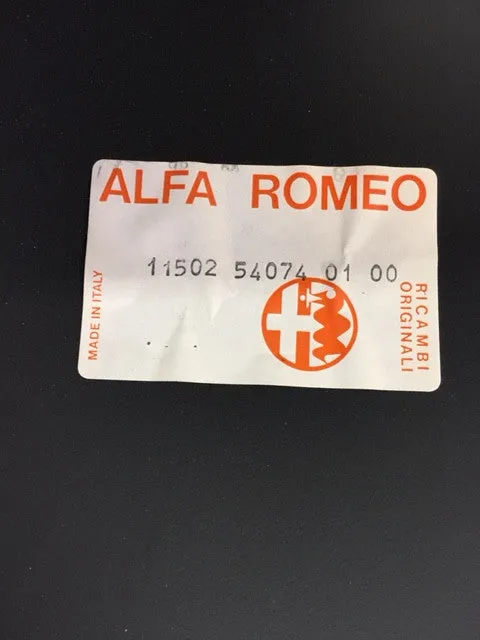 ALFA ROMEO
11502 54074 01 00
MADE IN ITALY
RICAMBI
ORIGINALI